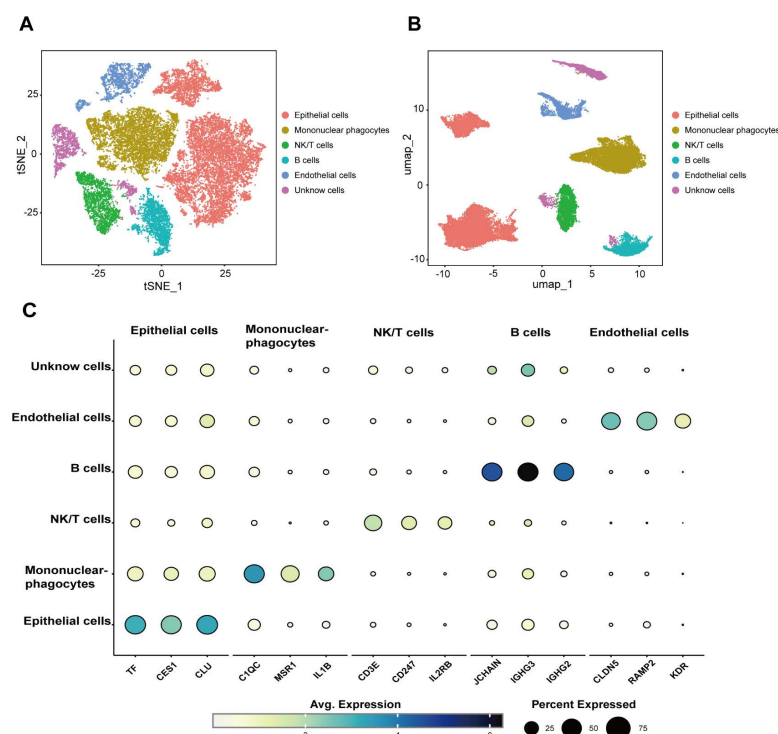 A
25
0
-25
tSNE_2
-25
0
25
tSNE_1
Epithelial cells
Mononuclear phagocytes
NK/T cells
B cells
Endothelial cells
Unknow cells
B
10
0
-10
umap_2
-10
-5
0
5
10
umap_1
Epithelial cells
Mononuclear phagocytes
NK/T cells
B cells
Endothelial cells
Unknow cells
C
Epithelial cells
Mononuclear-
phagocytes
NK/T cells
B cells
Endothelial cells
Unknow cells
Endothelial cells
B cells
NK/T cells
Mononuclear-
phagocytes
Epithelial cells
TF
CES1
CLU
C1QC
MSR1
IL1B
CD3E
CD247
IL2RB
JCHAIN
IGHG3
IGHG2
CLDN5
RAMP2
KDR
Avg. Expression
Percent Expressed
25
50
75